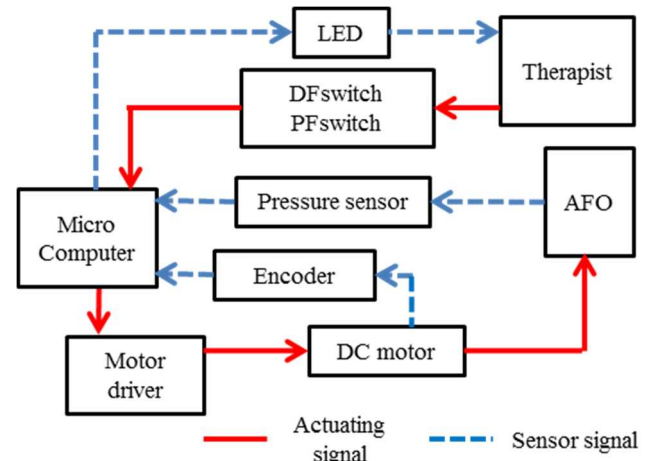 LED
Therapist
DFswitch
PFswitch
Pressure sensor
AFO
Micro
Computer
Encoder
Motor
driver
DC motor
Actuating
signal
Sensor signal